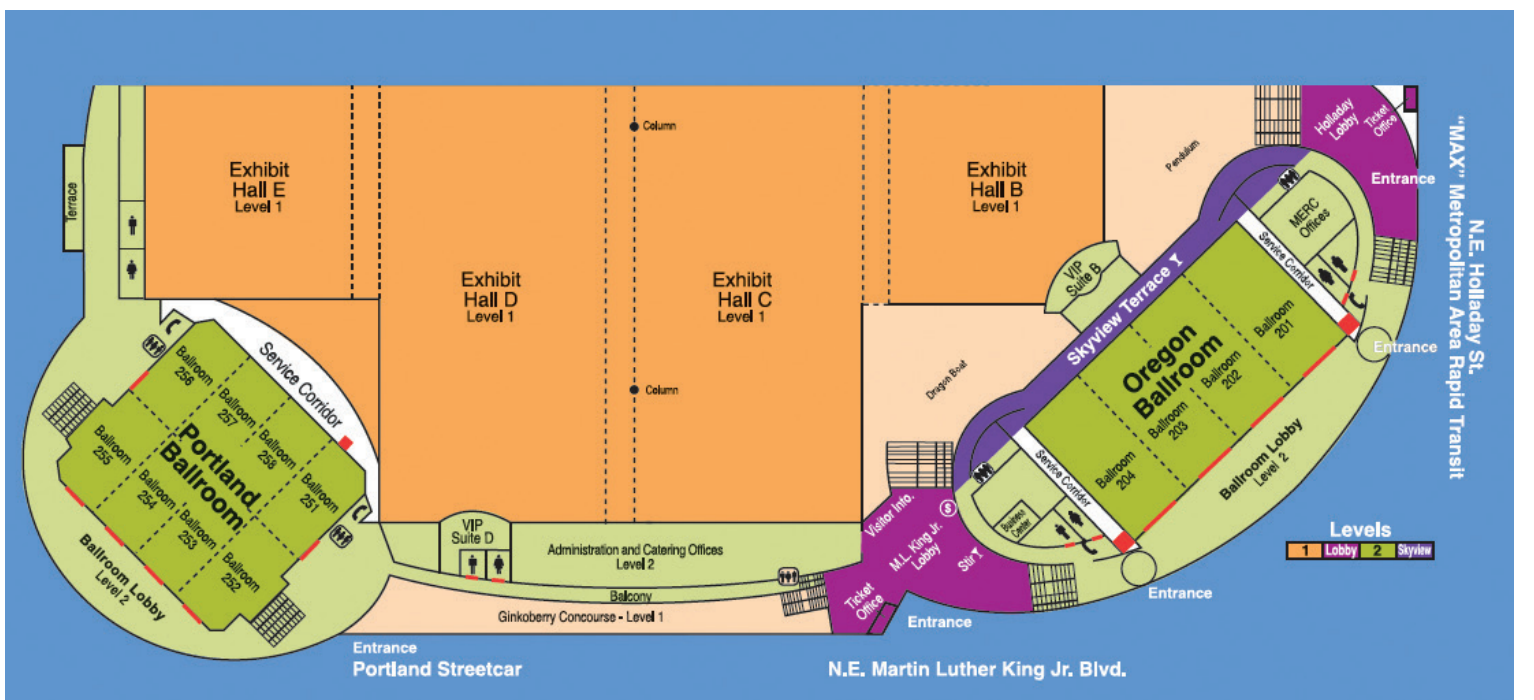 Terrace
Exhibit
Hall E
Level 1
Exhibit
Hall D
Level 1
Column
Exhibit
Hall C
Level 1
Column
Exhibit
Hall B
Level 1
Pendulum
Dragon Boat
VIP
Suite B
Skyview Terrace
Holladay
Lobby
Ticket
Office
Entrance
MERC
Offices
Service Corridor
Oregon
Ballroom
Ballroom
201
Ballroom
202
Ballroom
203
Ballroom
204
Service Corridor
Entrance
Ballroom Lobby
Level 2
Business
Center
Entrance
N.E. Holladay St.
"MAX" Metropolitan Area Rapid Transit
Service Corridor
Portland
Ballroom
Ballroom
256
Ballroom
257
Ballroom
258
Ballroom
251
Ballroom
255
Ballroom
254
Ballroom
253
Ballroom
252
Ballroom Lobby
Level 2
VIP
Suite D
Administration and Catering Offices
Level 2
Balcony
Ginkoberry Concourse - Level 1
Visitor Info.
$
M.L. King Jr.
Lobby
Stir
Ticket
Office
Entrance
Entrance
Portland Streetcar
N.E. Martin Luther King Jr. Blvd.
Levels
1 Lobby 2 Skyview